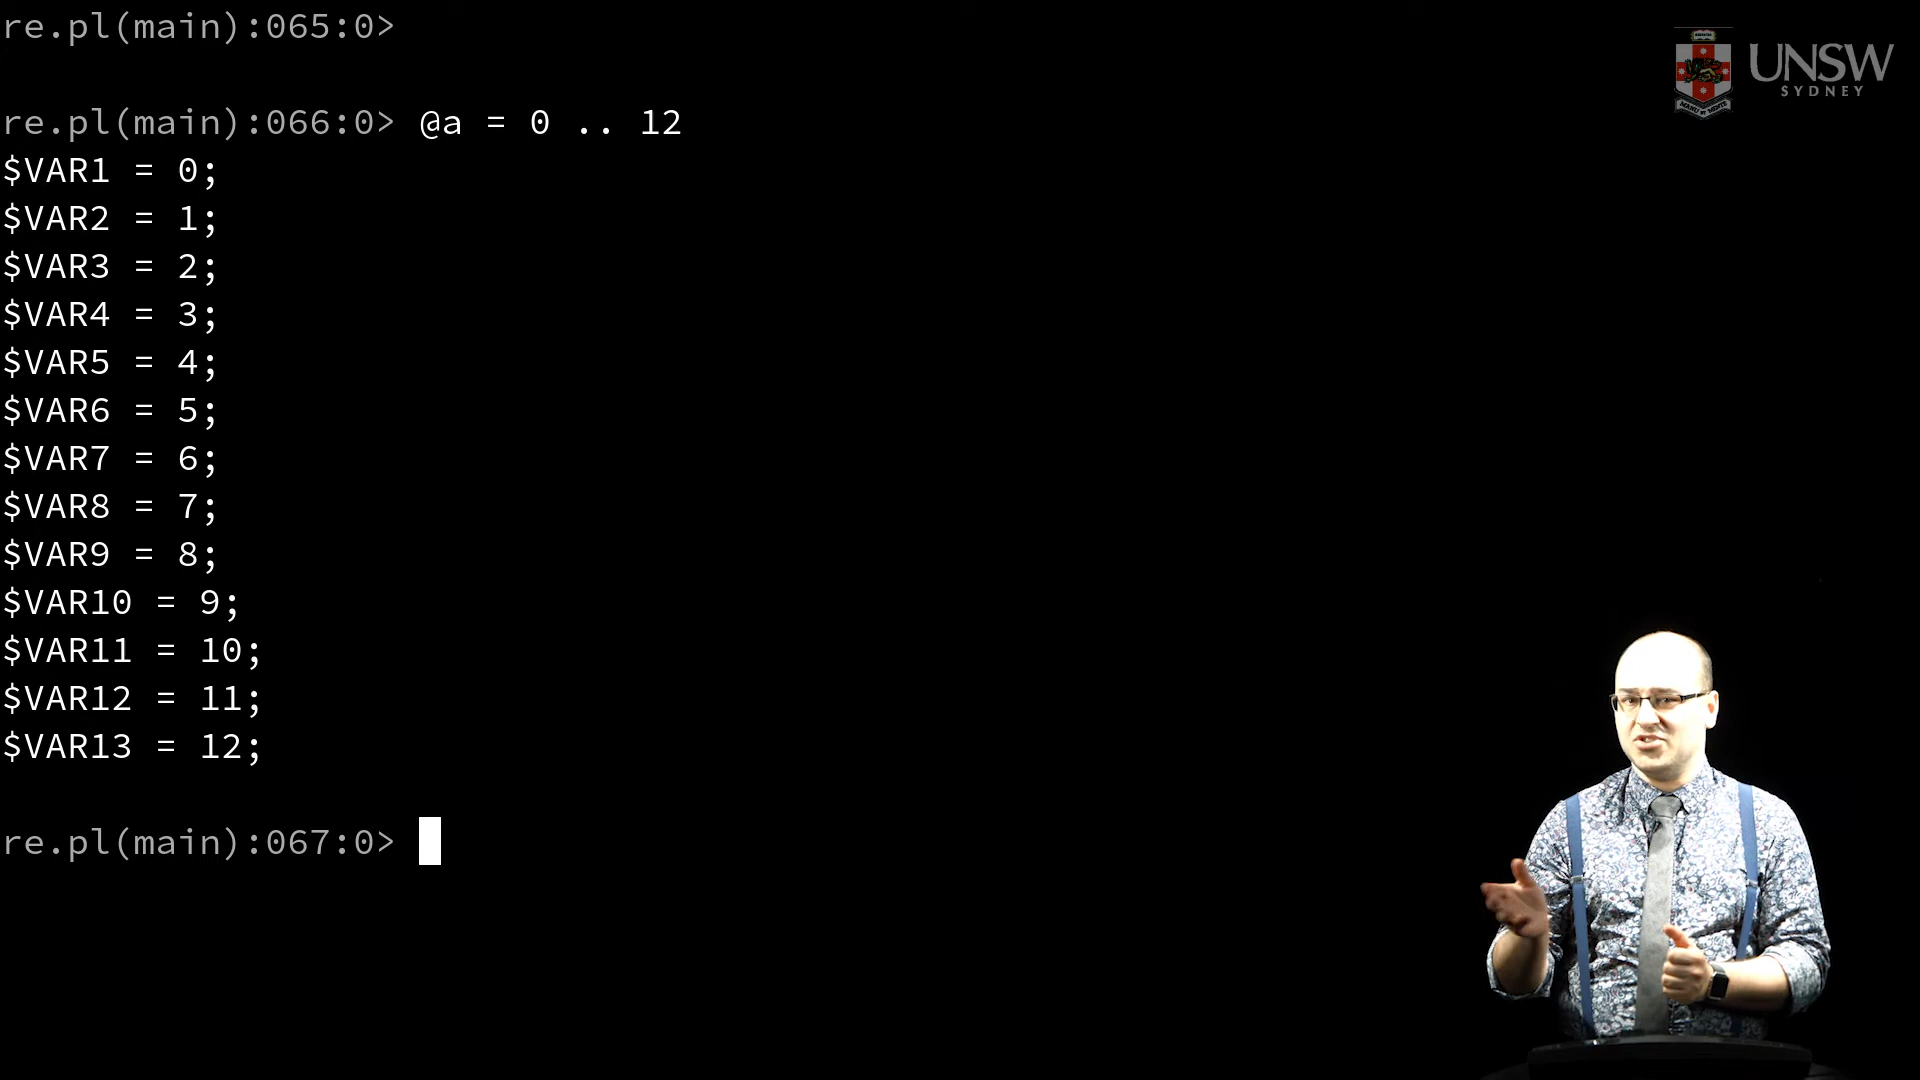 re.pl(main):065:0>
UNSW
SYDNEY
re.pl(main):066:0> @a = 0 .. 12
$VAR1 = 0;
$VAR2 = 1;
$VAR3 = 2;
$VAR4 = 3;
$VAR5 = 4;
$VAR6 = 5;
$VAR7 = 6;
$VAR8 = 7;
$VAR9 = 8;
$VAR10 = 9;
$VAR11 = 10;
$VAR12 = 11;
$VAR13 = 12;
re.pl(main):067:0>